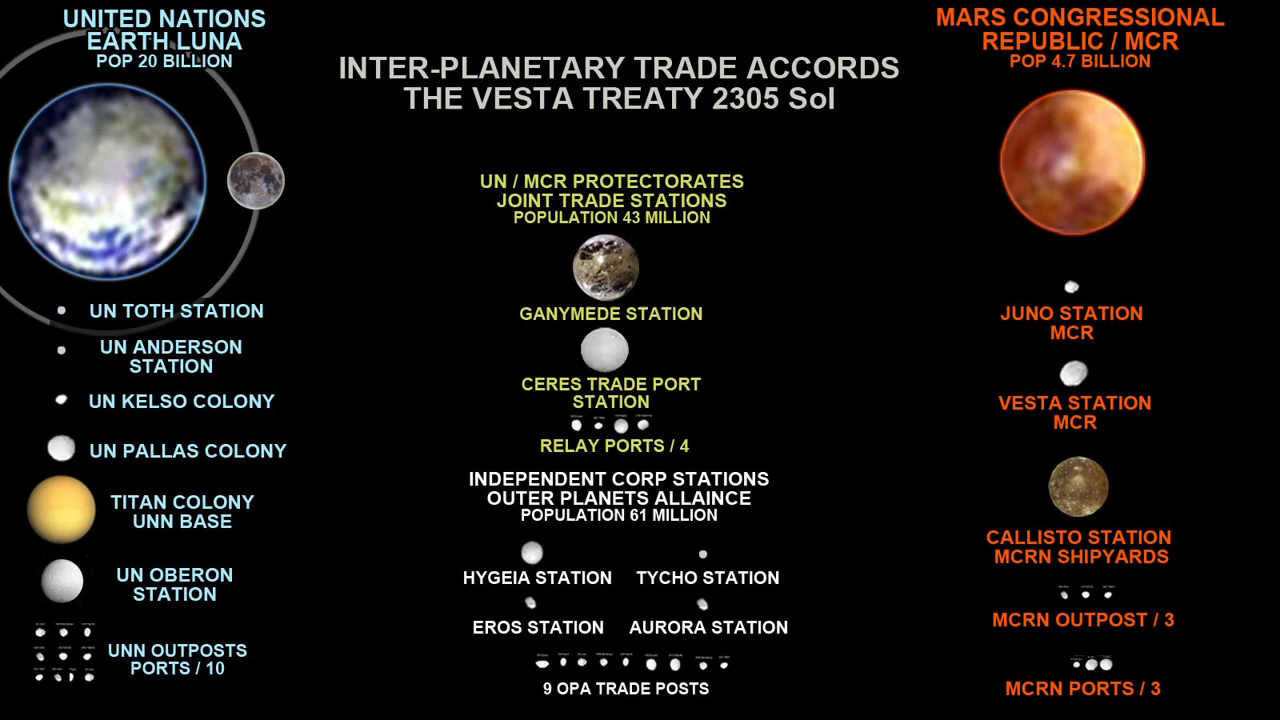 UNITED NATIONS
EARTH LUNA
POP 20 BILLION
UN TOTH STATION
UN ANDERSON
STATION
UN KELSO COLONY
UN PALLAS COLONY
TITAN COLONY
UNN BASE
UN OBERON
STATION
UNN OUTPOSTS
PORTS / 10
INTER-PLANETARY TRADE ACCORDS
THE VESTA TREATY 2305 Sol
UN / MCR PROTECTORATES
JOINT TRADE STATIONS
POPULATION 43 MILLION
GANYMEDE STATION
CERES TRADE PORT
STATION
RELAY PORTS / 4
INDEPENDENT CORP STATIONS
OUTER PLANETS ALLAINCE
POPULATION 61 MILLION
HYGEIA STATION
TYCHO STATION
EROS STATION
AURORA STATION
9 OPA TRADE POSTS
MARS CONGRESSIONAL
REPUBLIC / MCR
POP 4.7 BILLION
JUNO STATION
MCR
VESTA STATION
MCR
CALLISTO STATION
MCRN SHIPYARDS
MCRN OUTPOST / 3
MCRN PORTS / 3